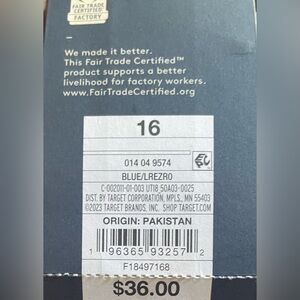 FAIR TRADE
CERTIFIED™
FACTORY
We made it better.
This Fair Trade Certified™
product supports a better
livelihood for factory workers.
www.FairTradeCertified.org
16
014 04 9574
BLUE/LREZR0
C-002011-01-003 UT18 50A03-0025
DIST. BY TARGET CORPORATION, MPLS., MN 55403
©2023 TARGET BRANDS, INC. SHOP TARGET.COM
ORIGIN: PAKISTAN
1 96365 93257 2
F18497168
$36.00